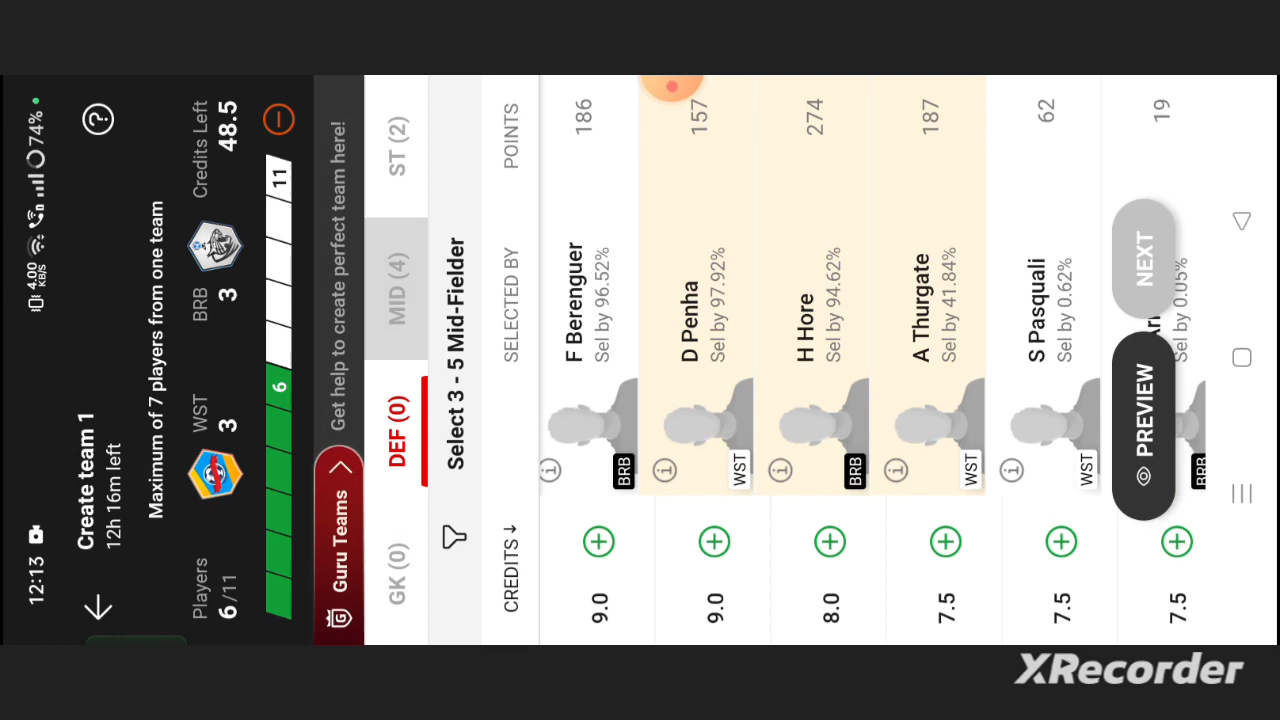 12:13
4.00
KB/S
74%
Create team 1
12h 16m left
Maximum of 7 players from one team
Players
6 /11
WST
3
BRB
3
Credits Left
48.5
6
11
Guru Teams
Get help to create perfect team here!
GK (0)
DEF (0)
MID (4)
ST (2)
Select 3 - 5 Mid-Fielder
CREDITS ↓
SELECTED BY
POINTS
9.0
BRB
F Berenguer
Sel by 96.52%
186
9.0
WST
D Penha
Sel by 97.92%
157
8.0
BRB
H Hore
Sel by 94.62%
274
7.5
WST
A Thurgate
Sel by 41.84%
187
7.5
WST
S Pasquali
Sel by 0.62%
62
7.5
BRB
Sel by 0.05%
19
PREVIEW
NEXT
XRecorder